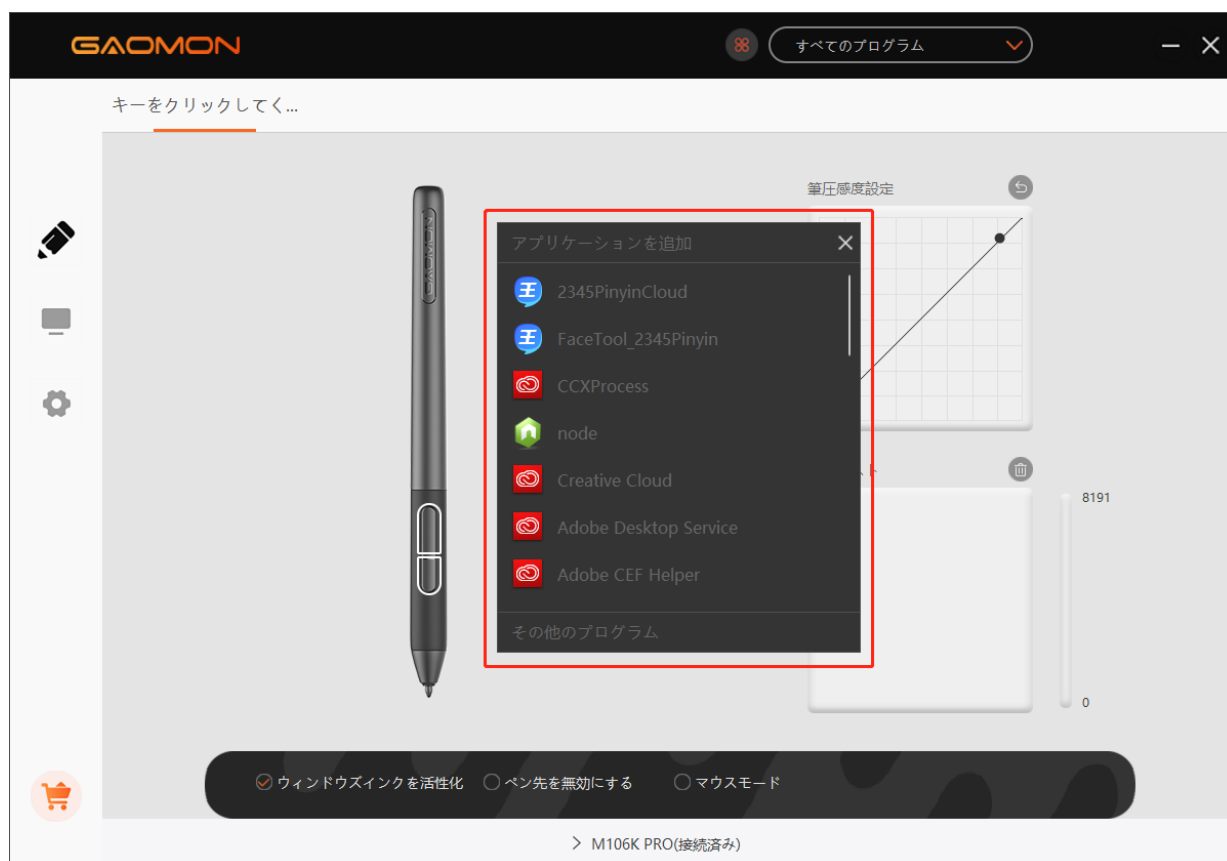 GAOMON
すべてのプログラム
キーをクリックしてく...
筆圧感度設定
GAOMON
アプリケーションを追加
2345PinyinCloud
FaceTool_2345Pinyin
CCXProcess
node
Creative Cloud
Adobe Desktop Service
Adobe CEF Helper
その他のプログラム
ト
8191
0
ウィンドウズインクを活性化
ペン先を無効にする
マウスモード
M106K PRO(接続済み)